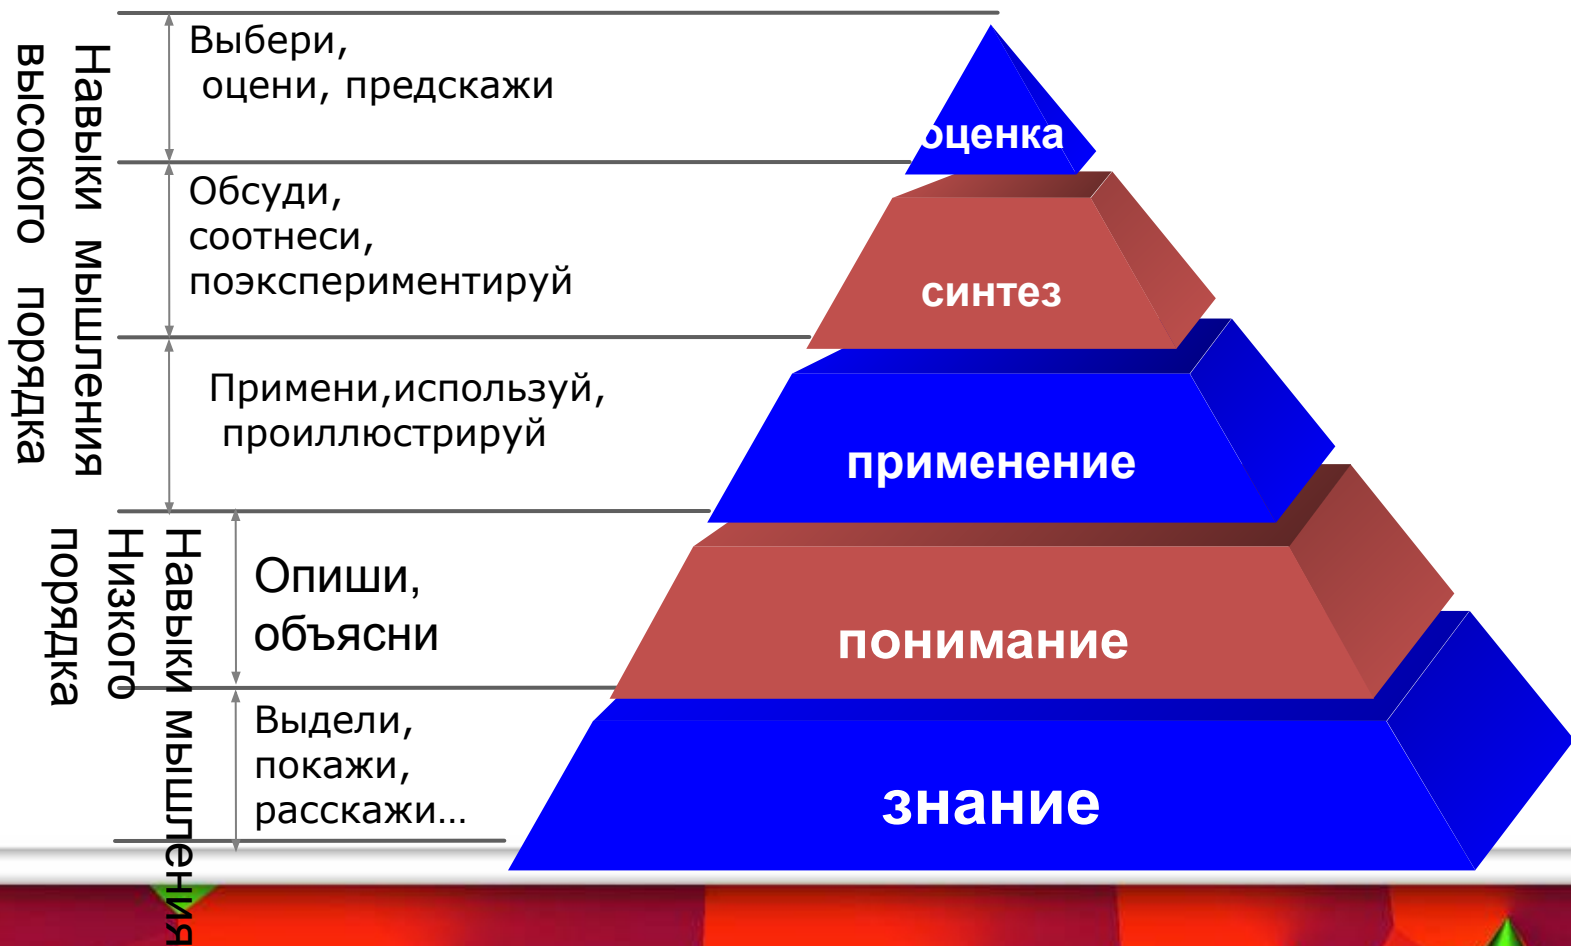 Навыки мышления
высокого порядка
Выбери,
оцени, предскажи
Обсуди,
соотнеси,
поэкспериментируй
Примени,используй,
проиллюстрируй
Навыки мышления
Низкого
порядка
Опиши,
объясни
Выдели,
покажи,
расскажи…
оценка
синтез
применение
понимание
знание